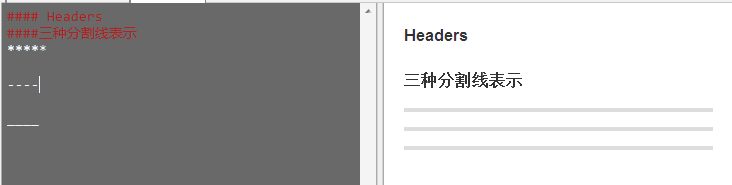 #### Headers
####三种分割线表示
*****
----
____
Headers
三种分割线表示